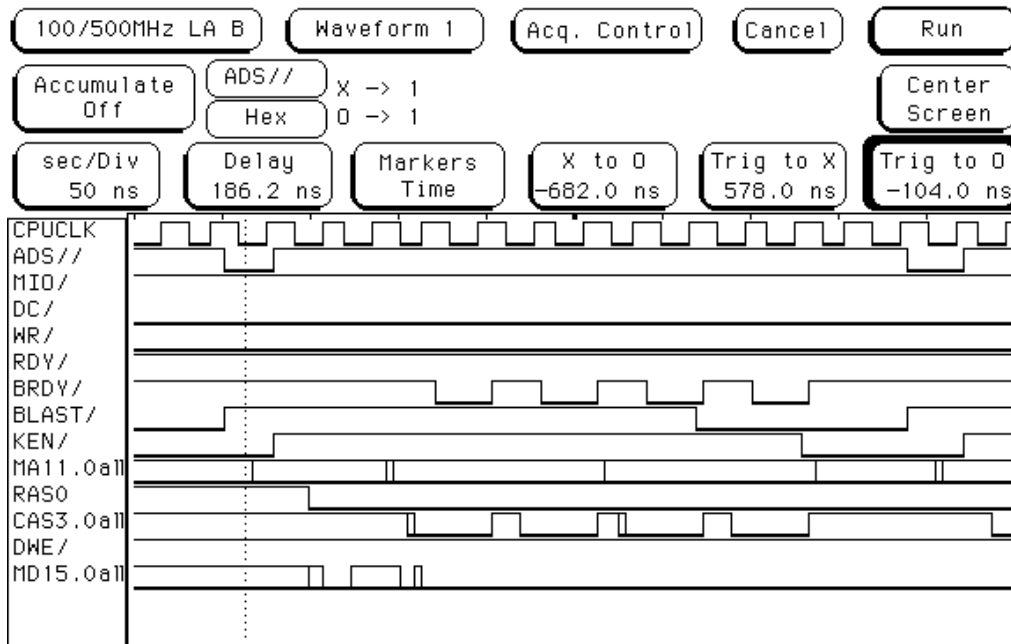 100/500MHz LA B Waveform 1 Acq. Control Cancel Run
Accumulate Off ADS// X -> 1 Center Screen
Hex O -> 1
sec/Div Delay Markers X to O Trig to X Trig to O
50 ns 186.2 ns Time -682.0 ns 578.0 ns -104.0 ns
CPUCLK
ADS//
MIO/
DC/
WR/
RDY/
BRDY/
BLAST/
KEN/
MA11.0all
RAS0
CAS3.0all
DWE/
MD15.0all